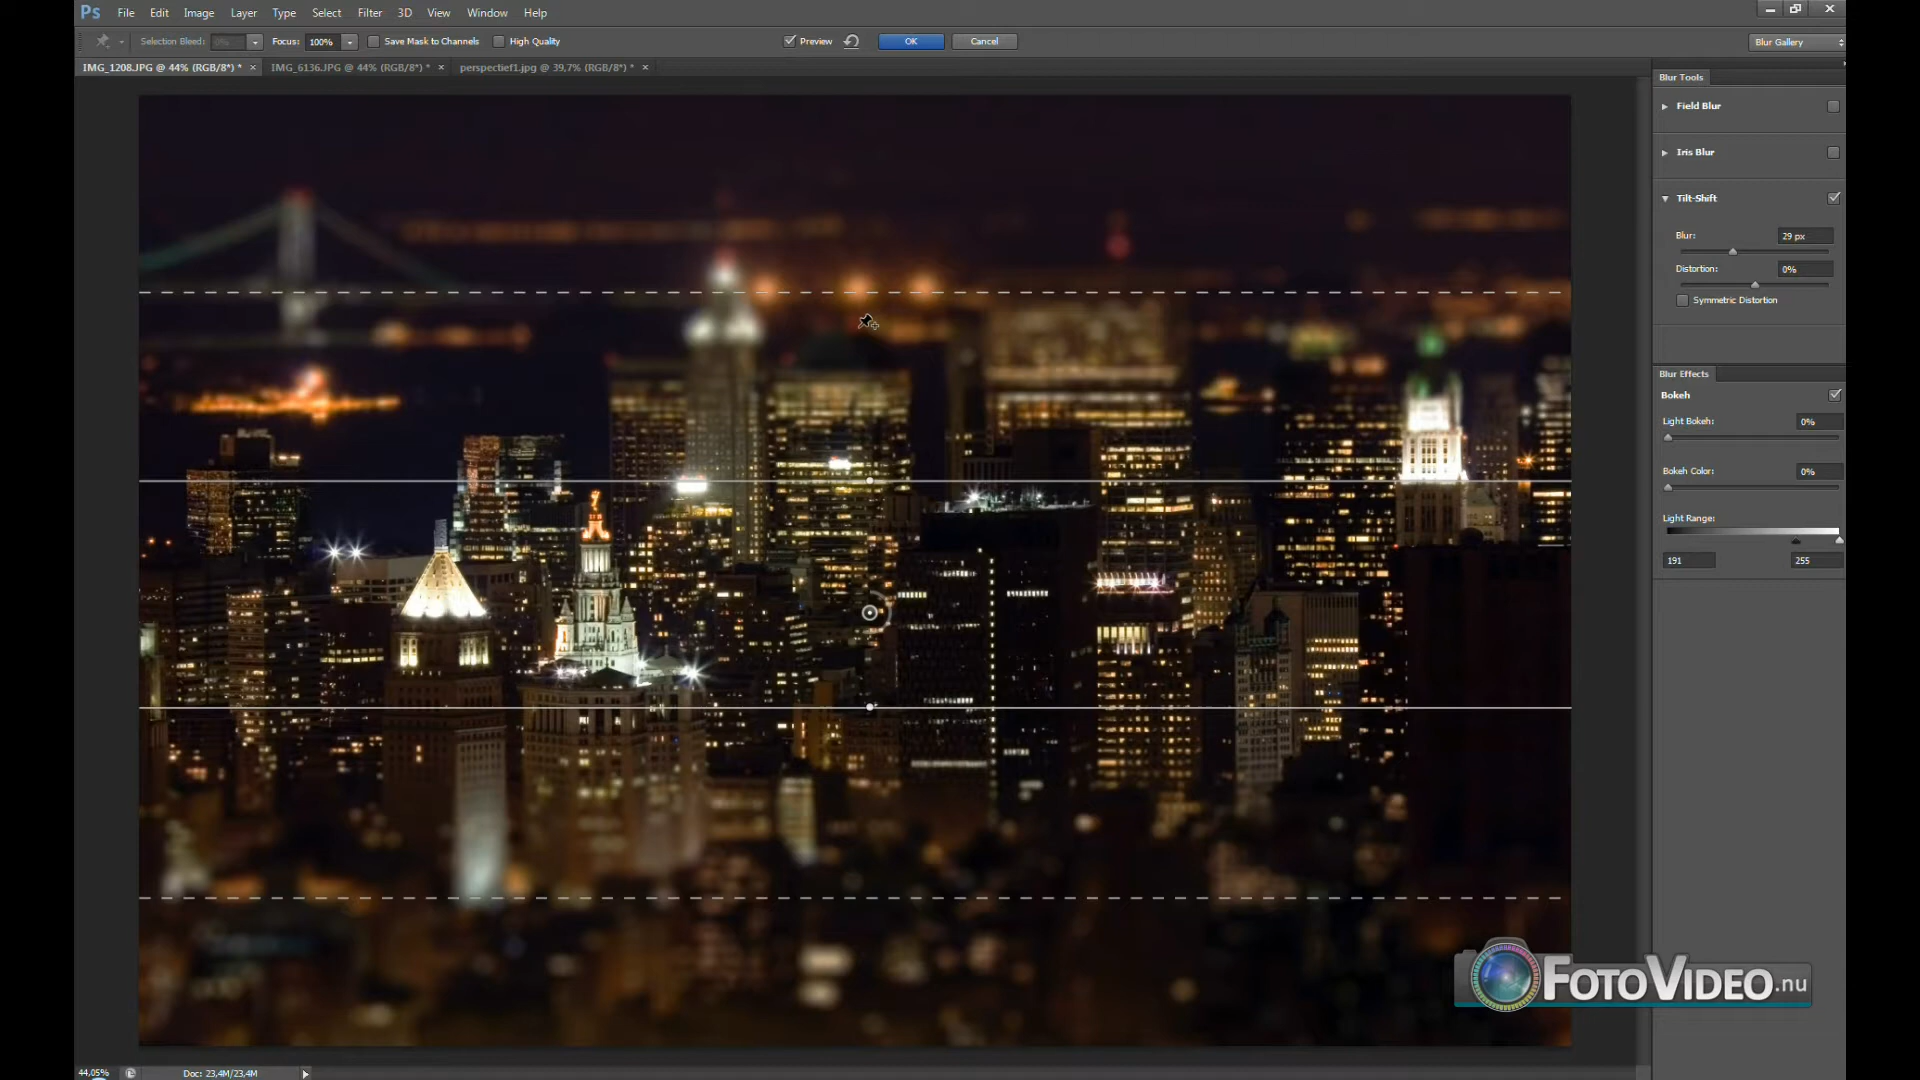 Ps File Edit Image Layer Type Select Filter 3D View Window Help
Selection Bleed: 0% Focus: 100% Save Mask to Channels High Quality Preview OK Cancel Blur Gallery
IMG_1208.JPG @ 44% (RGB/8*) * × IMG_6136.JPG @ 44% (RGB/8*) * × perspectief1.jpg @ 39,7% (RGB/8*) * ×
Blur Tools
Field Blur
Iris Blur
Tilt-Shift
Blur: 29 px
Distortion: 0%
Symmetric Distortion
Blur Effects
Bokeh
Light Bokeh: 0%
Bokeh Color: 0%
Light Range:
191 255
FOTOVIDEO.nu
44,05% Doc: 23,4M/23,4M